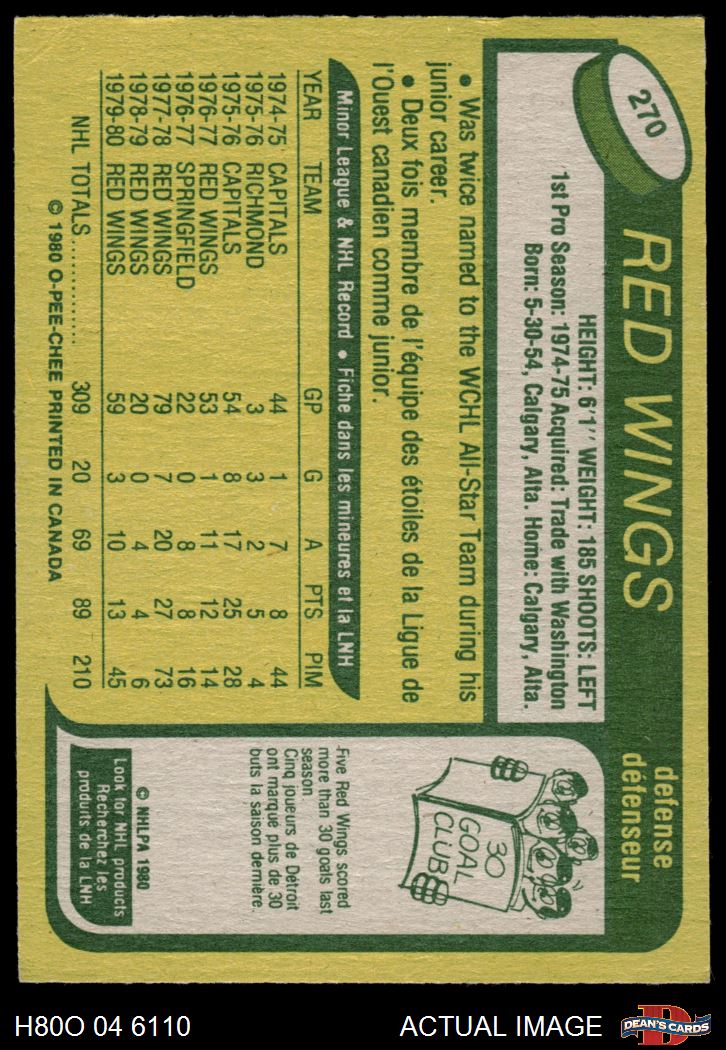 270
RED WINGS
defense
défenseur
HEIGHT: 6'1" WEIGHT: 185 SHOOTS: LEFT
1st Pro Season: 1974-75 Acquired: Trade with Washington
Born: 5-30-54, Calgary, Alta. Home: Calgary, Alta.
• Was twice named to the WCHL All-Star Team during his
junior career.
• Deux fois membre de l'équipe des étoiles de la Ligue de
l'Ouest canadien comme junior.
Minor League & NHL Record • Fiche dans les mineures et la LNH
YEAR TEAM GP G A PTS PIM
1974-75 CAPITALS 44 1 7 8 44
1975-76 RICHMOND 3 3 2 5 4
1975-76 CAPITALS 54 8 17 25 28
1976-77 RED WINGS 53 1 11 12 14
1976-77 SPRINGFIELD 22 0 8 8 16
1977-78 RED WINGS 79 7 20 27 73
1978-79 RED WINGS 20 0 4 4 6
1979-80 RED WINGS 59 3 10 13 45
NHL TOTALS ............ 309 20 69 89 210
© 1980 O-PEE-CHEE PRINTED IN CANADA
30
GOAL
CLUB
Five Red Wings scored
more than 30 goals last
season
Cinq joueurs de Detroit
ont marqué plus de 30
buts la saison dernière.
© NHLPA 1980
Look for NHL products
Recherchez les
produits de la LNH
H80O 04 6110
ACTUAL IMAGE
D
DEAN'S CARDS